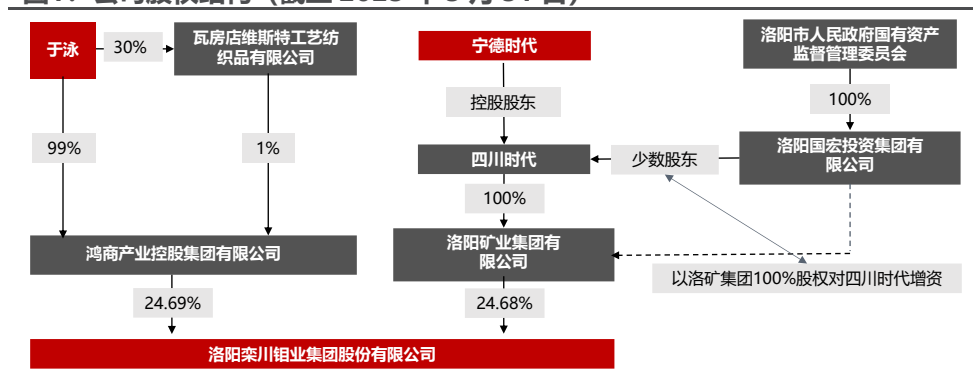 于泳
30%
瓦房店维斯特工艺纺
织品有限公司
宁德时代
洛阳市人民政府国有资产
监督管理委员会
控股股东
100%
99%
1%
四川时代
少数股东
洛阳国宏投资集团有
限公司
100%
鸿商产业控股集团有限公司
洛阳矿业集团有
限公司
以洛矿集团100%股权对四川时代增资
24.69%
24.68%
洛阳栾川钼业集团股份有限公司